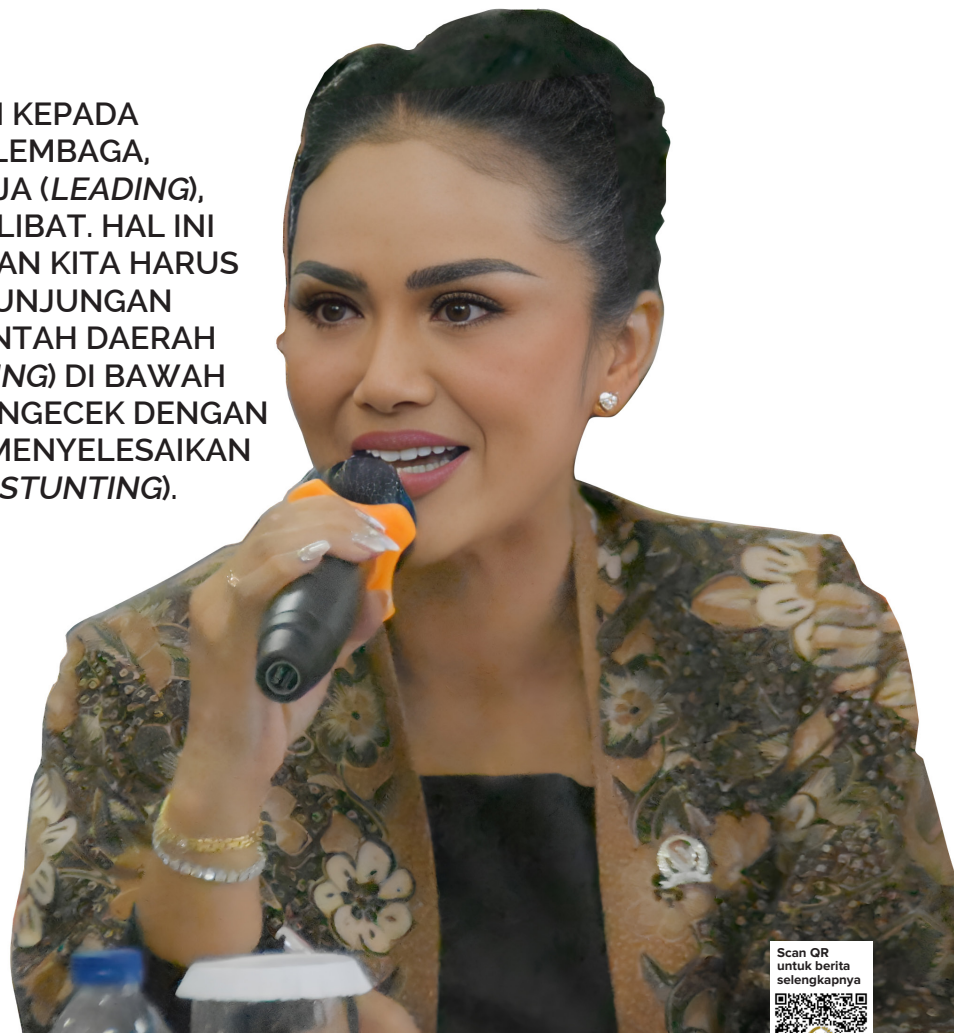 KEPADA
LEMBAGA,
JA (LEADING),
LIBAT. HAL INI
AN KITA HARUS
UNJUNGAN
NTAH DAERAH
NG) DI BAWAH
NGECEK DENGAN
MENYELESAIKAN
STUNTING).
Scan QR
untuk berita
selengkapnya